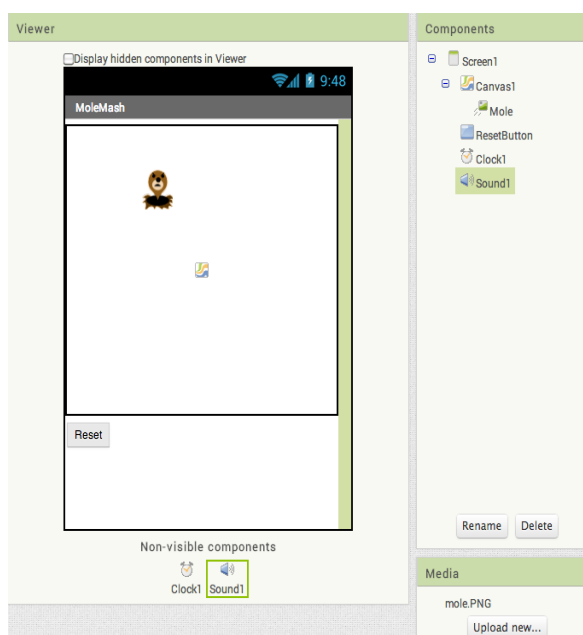 Viewer
Display hidden components in Viewer
9:48
MoleMash
Reset
Non-visible components
Clock1 Sound1
Components
Screen1
Canvas1
Mole
ResetButton
Clock1
Sound1
Rename Delete
Media
mole.PNG
Upload new...